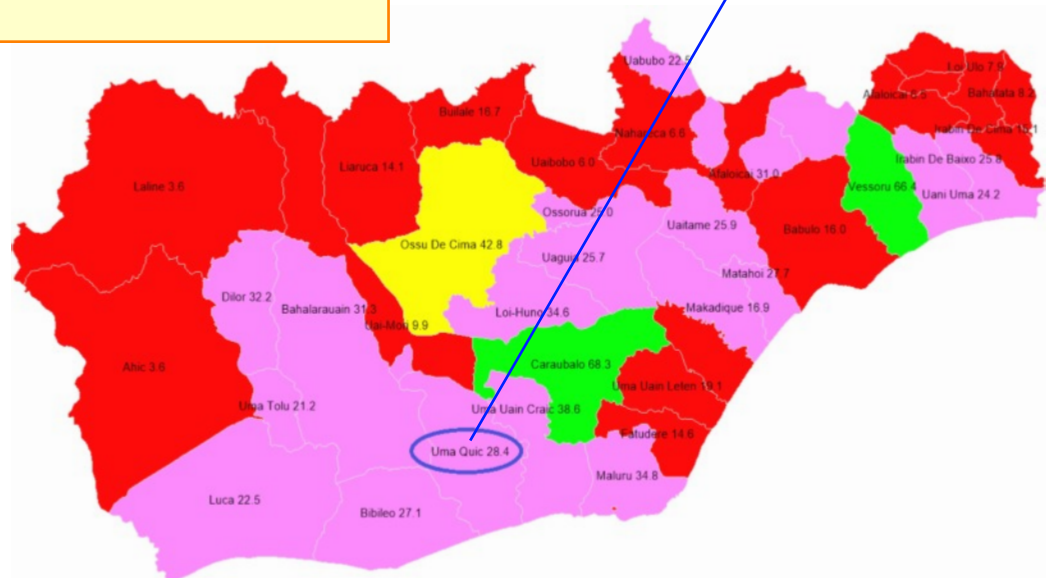 Uabubo 22.5
Loi Ulo 7.8
Bahatata 8.2
Builale 16.7
Nahareca 6.6
Irabin De Cima 15.1
Liaruca 14.1
Uaibobo 6.0
Irabin De Baixo 25.8
Afaloicai 31.0
Laline 3.6
Vessoru 66.4
Uani Uma 24.2
Ossorua 25.0
Uaitame 25.9
Babulo 16.0
Ossu De Cima 42.8
Uaguia 25.7
Matahoi 27.7
Dilor 32.2
Bahalarauain 31.3
Makadique 16.9
Loi-Huno 34.6
Uai-Mori 9.9
Ahic 3.6
Caraubalo 68.3
Uma Uain Leten 19.1
Uma Tolu 21.2
Uma Uain Craic 38.6
Fatudere 14.6
Uma Quic 28.4
Maluru 34.8
Luca 22.5
Bibileo 27.1